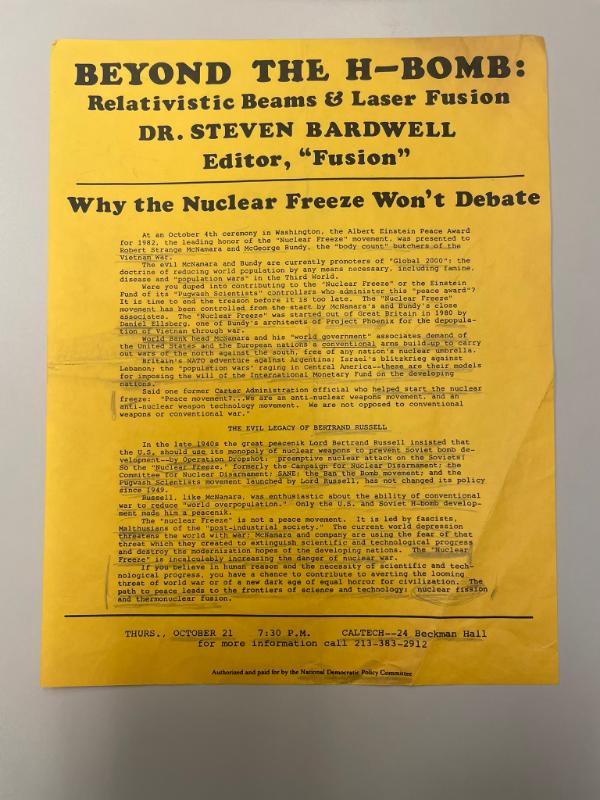 BEYOND THE H—BOMB:
Relativistic Beams & Laser Fusion
DR. STEVEN BARDWELL
Editor, “Fusion”
Why the Nuclear Freeze Won’t Debate
At an October 4th ceremony in Washington, the Albert Einstein Peace Award
for 1982, the leading honor of the "Nuclear Freeze" movement, was presented to
Robert Strange McNamara and McGeorge Bundy, the "body count" butchers of the
Vietnam War.
The evil McNamara and Bundy are currently promoters of "Global 2000": the
doctrine of reducing world population by any means necessary, including famine,
disease and "population wars" in the Third World.
Were you duped into contributing to the "Nuclear Freeze" or the Einstein
Fund of its "Pugwash Scientists" controllers who administer this "peace award"?
It is time to end the treason before it is too late. The "Nuclear Freeze"
movement has been controlled from the start by McNamara's and Bundy's close
associates. The "Nuclear Freeze" was started out of Great Britain in 1980 by
Daniel Ellsberg, one of Bundy's architects of Project Phoenix for the depopula-
tion of Vietnam through war.
World Bank head McNamara and his "world government" associates demand of
the United States and the European nations a conventional arms build-up to carry
out wars of the north against the south, free of any nation's nuclear umbrella.
Britain's NATO adventure against Argentina; Israel's blitzkrieg against
Lebanon; the "population wars" raging in Central America--these are their models
for imposing the will of the International Monetary Fund on the developing
nations.
Said one former Carter Administration official who helped start the nuclear
freeze: "Peace movement?...We are an anti-nuclear weapons movement, and an
anti-nuclear weapon technology movement. We are not opposed to conventional
weapons or conventional war."
THE EVIL LEGACY OF BERTRAND RUSSELL
In the late 1940s the great peacenik Lord Bertrand Russell insisted that
the U.S. should use its monopoly of nuclear weapons to prevent Soviet bomb de-
velopment--by Operation Dropshot: preemptive nuclear attack on the Soviets!
So the "Nuclear Freeze," formerly the Campaign for Nuclear Disarmament; the
Committee for Nuclear Disarmament; SANE; the Ban the Bomb movement; and the
Pugwash Scientists movement launched by Lord Russell, has not changed its policy
since 1949.
Russell, like McNamara, was enthusiastic about the ability of conventional
war to reduce "world overpopulation." Only the U.S. and Soviet H-bomb develop-
ment made him a peacenik.
The "nuclear Freeze" is not a peace movement. It is led by fascists,
Malthusians of the "post-industrial society." The current world depression
threatens the world with war; McNamara and company are using the fear of that
threat which they created to extinguish scientific and technological progress
and destroy the modernization hopes of the developing nations. The "Nuclear
Freeze" is incalculably increasing the danger of nuclear war.
If you believe in human reason and the necessity of scientific and tech-
nological progress, you have a chance to contribute to averting the looming
threat of world war or of a new dark age of equal horror for civilization. The
path to peace leads to the frontiers of science and technology: nuclear fission
and thermonuclear fusion.
THURS., OCTOBER 21 7:30 P.M. CALTECH--24 Beckman Hall
for more information call 213-383-2912
Authorized and paid for by the National Democratic Policy Committee